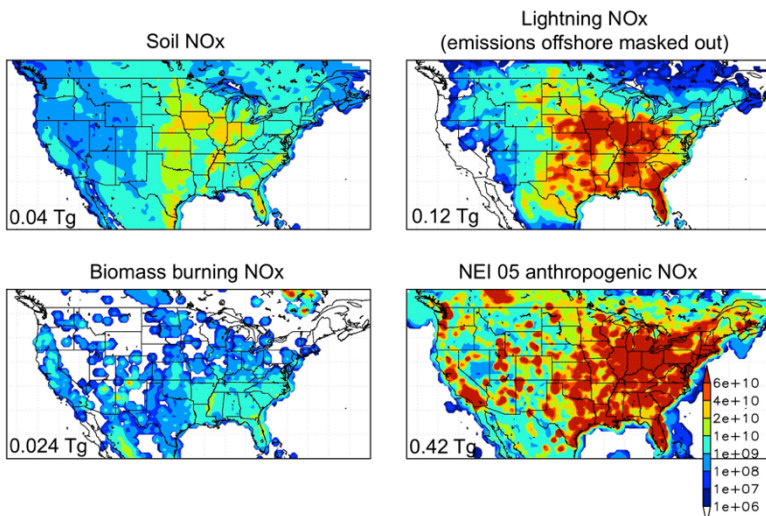 Soil NOx
Lightning NOx
(emissions offshore masked out)
0.04 Tg
0.12 Tg
Biomass burning NOx
NEI 05 anthropogenic NOx
0.024 Tg
0.42 Tg
6e+10
4e+10
2e+10
1e+10
1e+09
1e+08
1e+07
1e+06